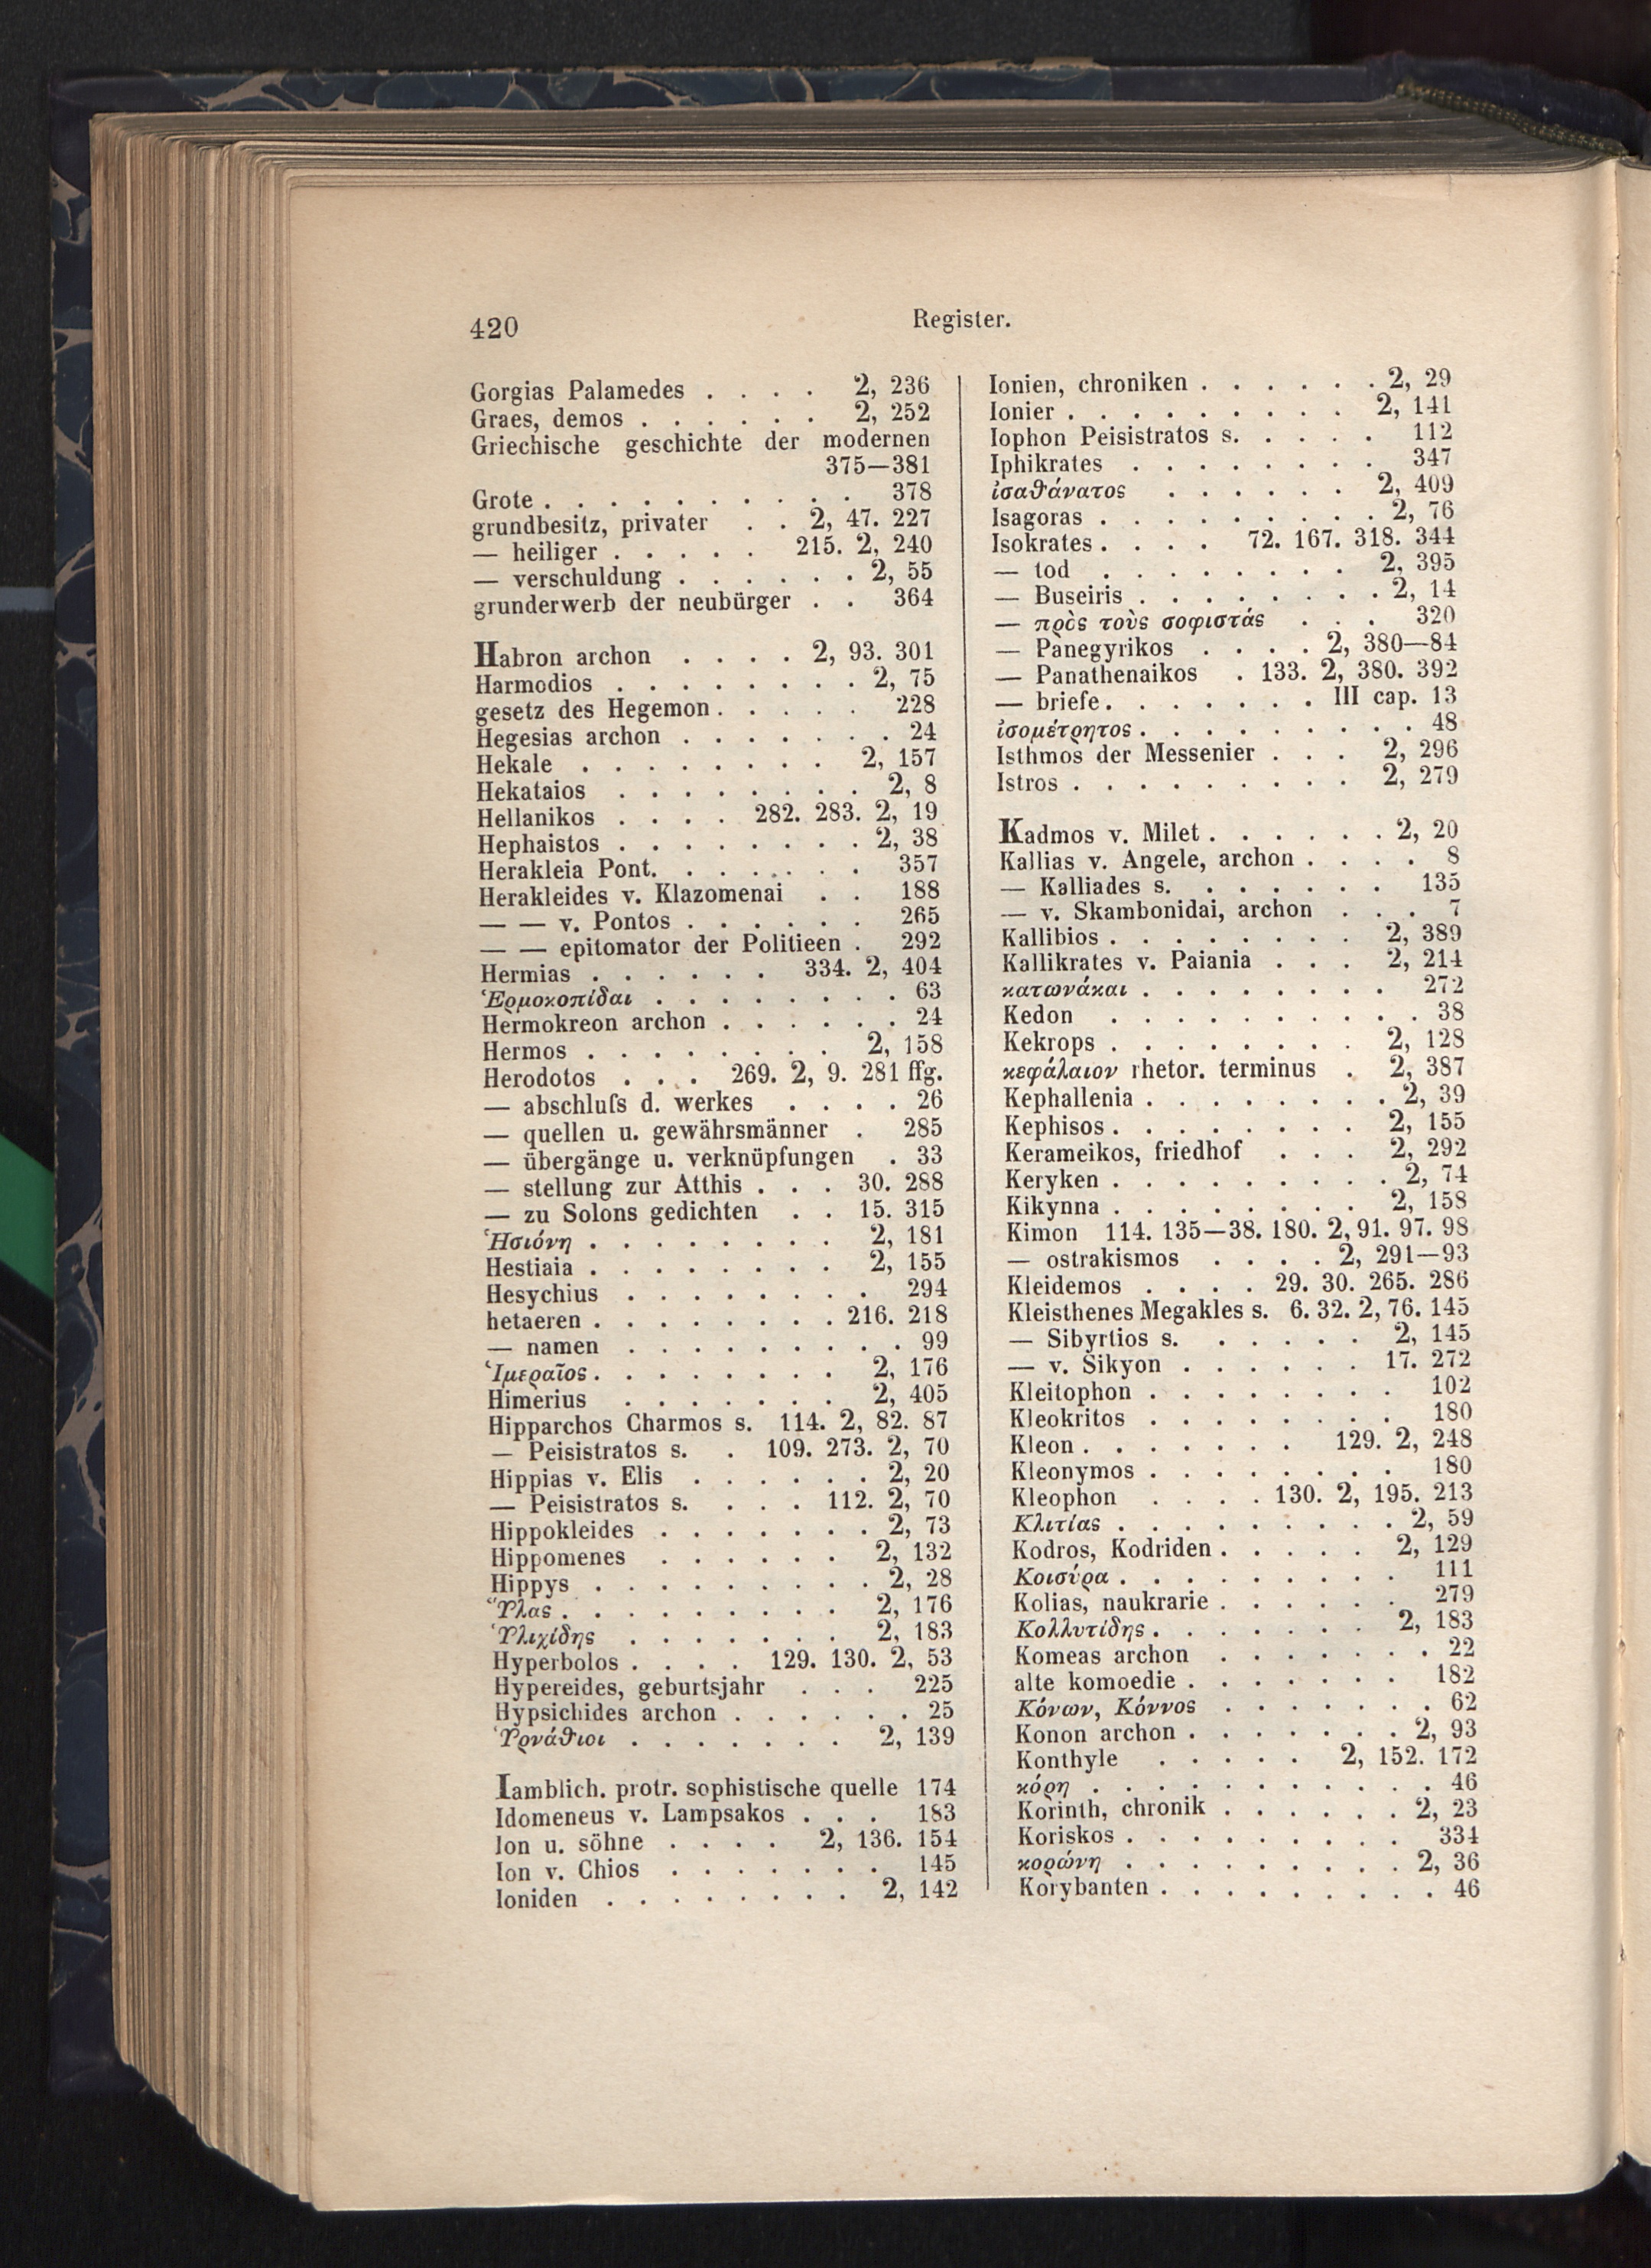 420
Register.
Gorgias Palamedes . . . . 2, 236
Graes, demos . . . . . . 2, 252
Griechische geschichte der modernen
375—381
Grote . . . . . . . . . . 378
grundbesitz, privater . . 2, 47. 227
— heiliger . . . . . 215. 2, 240
— verschuldung . . . . . . 2, 55
grunderwerb der neubürger . . 364
Habron archon . . . . 2, 93. 301
Harmodios . . . . . . . . 2, 75
gesetz des Hegemon . . . . . 228
Hegesias archon . . . . . . . 24
Hekale . . . . . . . . 2, 157
Hekataios . . . . . . . . 2, 8
Hellanikos . . . . 282. 283. 2, 19
Hephaistos . . . . . . . . 2, 38
Herakleia Pont. . . . . . . 357
Herakleides v. Klazomenai . . 188
— — v. Pontos . . . . . . 265
— — epitomator der Politieen . 292
Hermias . . . . . . 334. 2, 404
Ἑρμοκοπίδαι . . . . . . . . 63
Hermokreon archon . . . . . . 24
Hermos . . . . . . . . 2, 158
Herodotos . . . 269. 2, 9. 281 ffg.
— abschluſs d. werkes . . . . 26
— quellen u. gewährsmänner . 285
— übergänge u. verknüpfungen . 33
— stellung zur Atthis . . . 30. 288
— zu Solons gedichten . . 15. 315
Ἡσιόνη . . . . . . . . 2, 181
Hestiaia . . . . . . . . 2, 155
Hesychius . . . . . . . . 294
hetaeren . . . . . . . . 216. 218
— namen . . . . . . . . . 99
Ἱμεραῖος . . . . . . . . 2, 176
Himerius . . . . . . . 2, 405
Hipparchos Charmos s. 114. 2, 82. 87
— Peisistratos s. . 109. 273. 2, 70
Hippias v. Elis . . . . . . 2, 20
— Peisistratos s. . . . 112. 2, 70
Hippokleides . . . . . . . 2, 73
Hippomenes . . . . . . 2, 132
Hippys . . . . . . . . . 2, 28
Ὕλας . . . . . . . . . 2, 176
Ὑλιχίδης . . . . . . . 2, 183
Hyperbolos . . . . 129. 130. 2, 53
Hypereides, geburtsjahr . . . 225
Hypsichides archon . . . . . . 25
Ὑρνάθιοι . . . . . . . 2, 139
Iamblich. protr. sophistische quelle 174
Idomeneus v. Lampsakos . . . 183
Ion u. söhne . . . . 2, 136. 154
Ion v. Chios . . . . . . . 145
Ioniden . . . . . . . . 2, 142
Ionien, chroniken . . . . . . 2, 29
Ionier . . . . . . . . . 2, 141
Iophon Peisistratos s. . . . . 112
Iphikrates . . . . . . . . 347
ἰσαθάνατος . . . . . . 2, 409
Isagoras . . . . . . . . . 2, 76
Isokrates . . . . 72. 167. 318. 344
— tod . . . . . . . . 2, 395
— Buseiris . . . . . . . . 2, 14
— πρὸς τοὺς σοφιστάς . . . 320
— Panegyrikos . . . . 2, 380—84
— Panathenaikos . 133. 2, 380. 392
— briefe . . . . . . . III cap. 13
ἰσομέτρητος . . . . . . . . . 48
Isthmos der Messenier . . . 2, 296
Istros . . . . . . . . . 2, 279
Kadmos v. Milet . . . . . . 2, 20
Kallias v. Angele, archon . . . . 8
— Kalliades s. . . . . . . 135
— v. Skambonidai, archon . . . 7
Kallibios . . . . . . . . 2, 389
Kallikrates v. Paiania . . . 2, 214
κατωνάκαι . . . . . . . . 272
Kedon . . . . . . . . . . 38
Kekrops . . . . . . . . 2, 128
κεφάλαιον rhetor. terminus . 2, 387
Kephallenia . . . . . . . . 2, 39
Kephisos . . . . . . . . 2, 155
Kerameikos, friedhof . . . 2, 292
Keryken . . . . . . . . . 2, 74
Kikynna . . . . . . . . 2, 158
Kimon 114. 135—38. 180. 2, 91. 97. 98
— ostrakismos . . . . 2, 291—93
Kleidemos . . . . 29. 30. 265. 286
Kleisthenes Megakles s. 6. 32. 2, 76. 145
— Sibyrtios s. . . . . . 2, 145
— v. Sikyon . . . . . . 17. 272
Kleitophon . . . . . . . . 102
Kleokritos . . . . . . . . 180
Kleon . . . . . . . 129. 2, 248
Kleonymos . . . . . . . . 180
Kleophon . . . . 130. 2, 195. 213
Κλιτίας . . . . . . . . . 2, 59
Kodros, Kodriden . . . . . 2, 129
Κοισύρα . . . . . . . . . 111
Kolias, naukrarie . . . . . . 279
Κολλυτίδης . . . . . . . 2, 183
Komeas archon . . . . . . . 22
alte komoedie . . . . . . . 182
Κόνων, Κόννος . . . . . . . 62
Konon archon . . . . . . . 2, 93
Konthyle . . . . . 2, 152. 172
κόρη . . . . . . . . . . . 46
Korinth, chronik . . . . . . 2, 23
Koriskos . . . . . . . . . 334
κορώνη . . . . . . . . . 2, 36
Korybanten . . . . . . . . . 46